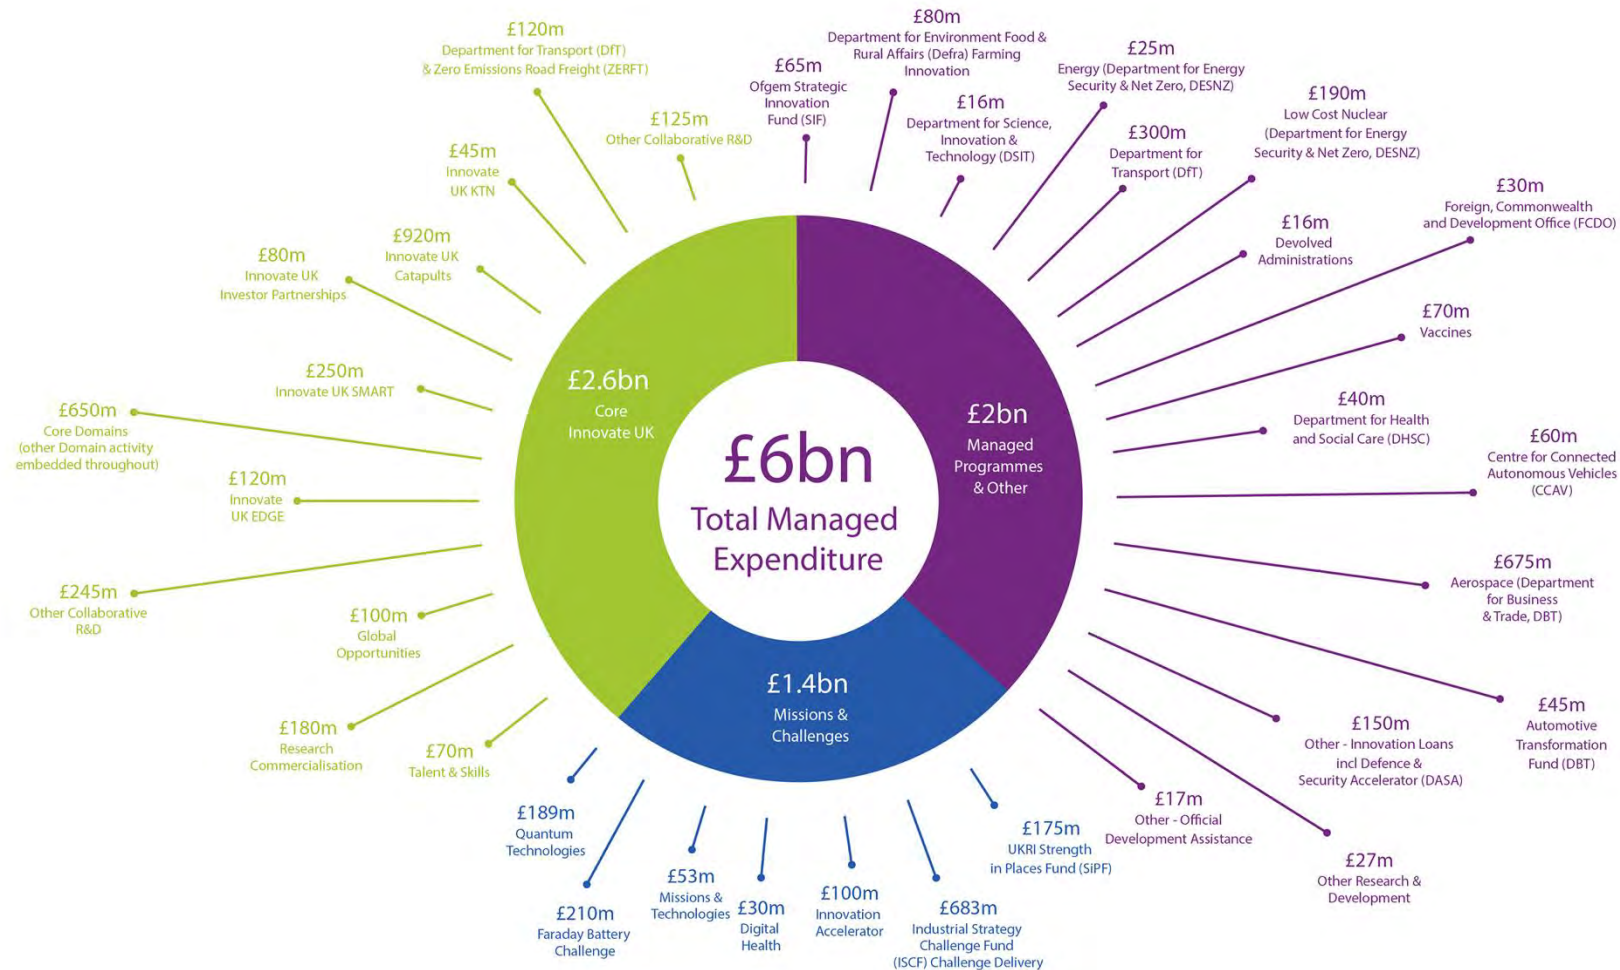 £120m
Department for Transport (DfT)
& Zero Emissions Road Freight (ZERFT)
£125m
Other Collaborative R&D
£45m
Innovate
UK KTN
£920m
Innovate UK
Catapults
£80m
Innovate UK
Investor Partnerships
£250m
Innovate UK SMART
£650m
Core Domains
(other Domain activity
embedded throughout)
£120m
Innovate
UK EDGE
£245m
Other Collaborative
R&D
£100m
Global
Opportunities
£180m
Research
Commercialisation
£70m
Talent & Skills
£65m
Ofgem Strategic
Innovation
Fund (SIF)
£80m
Department for Environment Food &
Rural Affairs (Defra) Farming
Innovation
£16m
Department for Science,
Innovation &
Technology (DSIT)
£25m
Energy (Department for Energy
Security & Net Zero, DESNZ)
£300m
Department for
Transport (DfT)
£190m
Low Cost Nuclear
(Department for Energy
Security & Net Zero, DESNZ)
£16m
Devolved
Administrations
£30m
Foreign, Commonwealth
and Development Office (FCDO)
£70m
Vaccines
£40m
Department for Health
and Social Care (DHSC)
£60m
Centre for Connected
Autonomous Vehicles
(CCAV)
£675m
Aerospace (Department
for Business
& Trade, DBT)
£45m
Automotive
Transformation
Fund (DBT)
£150m
Other - Innovation Loans
incl Defence &
Security Accelerator (DASA)
£27m
Other Research &
Development
£17m
Other - Official
Development Assistance
£2.6bn
Core
Innovate UK
£6bn
Total Managed
Expenditure
£2bn
Managed
Programmes
& Other
£1.4bn
Missions &
Challenges
£189m
Quantum
Technologies
£210m
Faraday Battery
Challenge
£53m
Missions &
Technologies
£30m
Digital
Health
£100m
Innovation
Accelerator
£683m
Industrial Strategy
Challenge Fund
(ISCF) Challenge Delivery
£175m
UKRI Strength
in Places Fund (SiPF)